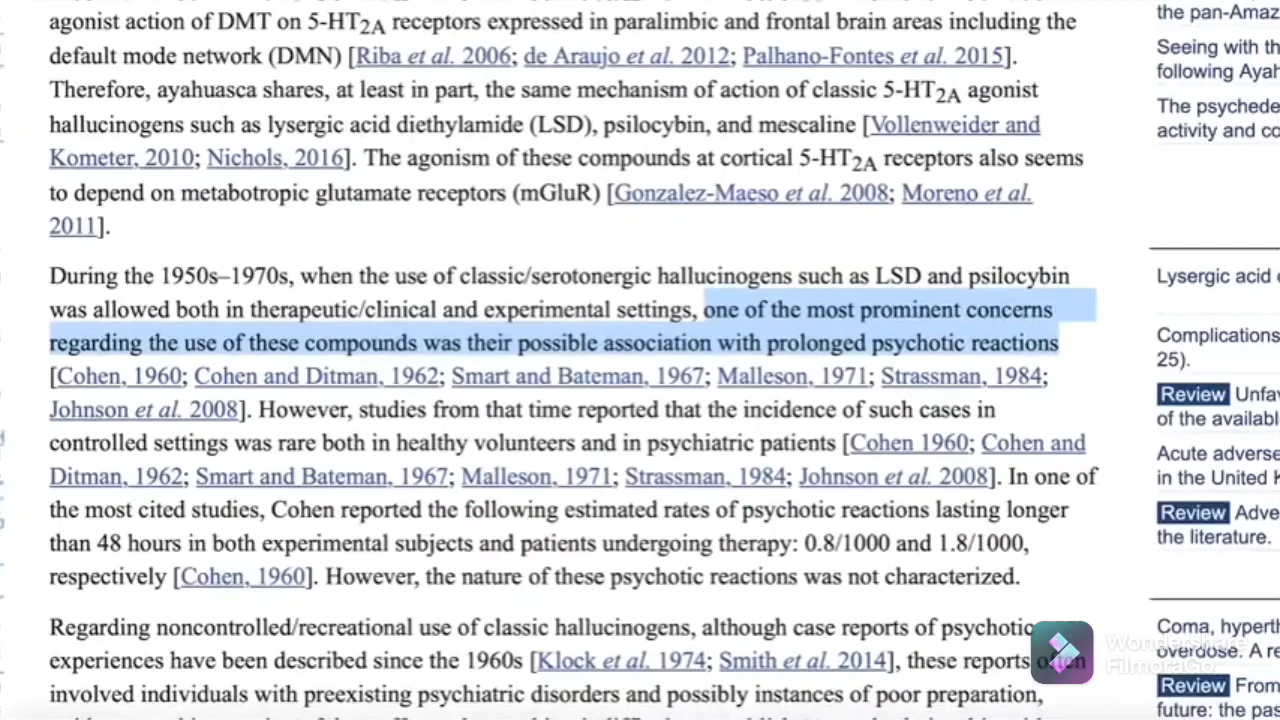 agonist action of DMT on 5-HT2A receptors expressed in paralimbic and frontal brain areas including the
default mode network (DMN) [Riba et al. 2006; de Araujo et al. 2012; Palhano-Fontes et al. 2015].
Therefore, ayahuasca shares, at least in part, the same mechanism of action of classic 5-HT2A agonist
hallucinogens such as lysergic acid diethylamide (LSD), psilocybin, and mescaline [Vollenweider and
Kometer, 2010; Nichols, 2016]. The agonism of these compounds at cortical 5-HT2A receptors also seems
to depend on metabotropic glutamate receptors (mGluR) [Gonzalez-Maeso et al. 2008; Moreno et al.
2011].
During the 1950s–1970s, when the use of classic/serotonergic hallucinogens such as LSD and psilocybin
was allowed both in therapeutic/clinical and experimental settings, one of the most prominent concerns
regarding the use of these compounds was their possible association with prolonged psychotic reactions
[Cohen, 1960; Cohen and Ditman, 1962; Smart and Bateman, 1967; Malleson, 1971; Strassman, 1984;
Johnson et al. 2008]. However, studies from that time reported that the incidence of such cases in
controlled settings was rare both in healthy volunteers and in psychiatric patients [Cohen 1960; Cohen and
Ditman, 1962; Smart and Bateman, 1967; Malleson, 1971; Strassman, 1984; Johnson et al. 2008]. In one of
the most cited studies, Cohen reported the following estimated rates of psychotic reactions lasting longer
than 48 hours in both experimental subjects and patients undergoing therapy: 0.8/1000 and 1.8/1000,
respectively [Cohen, 1960]. However, the nature of these psychotic reactions was not characterized.
Regarding noncontrolled/recreational use of classic hallucinogens, although case reports of psychotic
experiences have been described since the 1960s [Klock et al. 1974; Smith et al. 2014], these reports often
involved individuals with preexisting psychiatric disorders and possibly instances of poor preparation,
the pan-Amaz
Seeing with th
following Ayah
The psychede
activity and co
Lysergic acid
Complications
25).
Review Unfav
of the availabl
Acute adverse
in the United K
Review Adve
the literature.
Coma, hyperth
overdose: A re
Review From
future: the pas
Wondershare
FilmoraGo